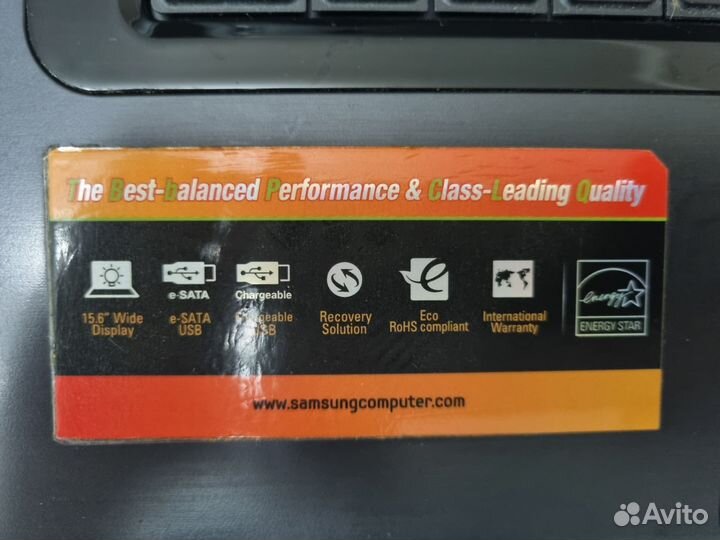 The Best-balanced Performance & Class-Leading Quality
e-SATA
Chargeable
15.6" Wide
Display
e-SATA
USB
Chargeable
USB
Recovery
Solution
Eco
RoHS compliant
International
Warranty
energy
ENERGY STAR
www.samsungcomputer.com
Avito